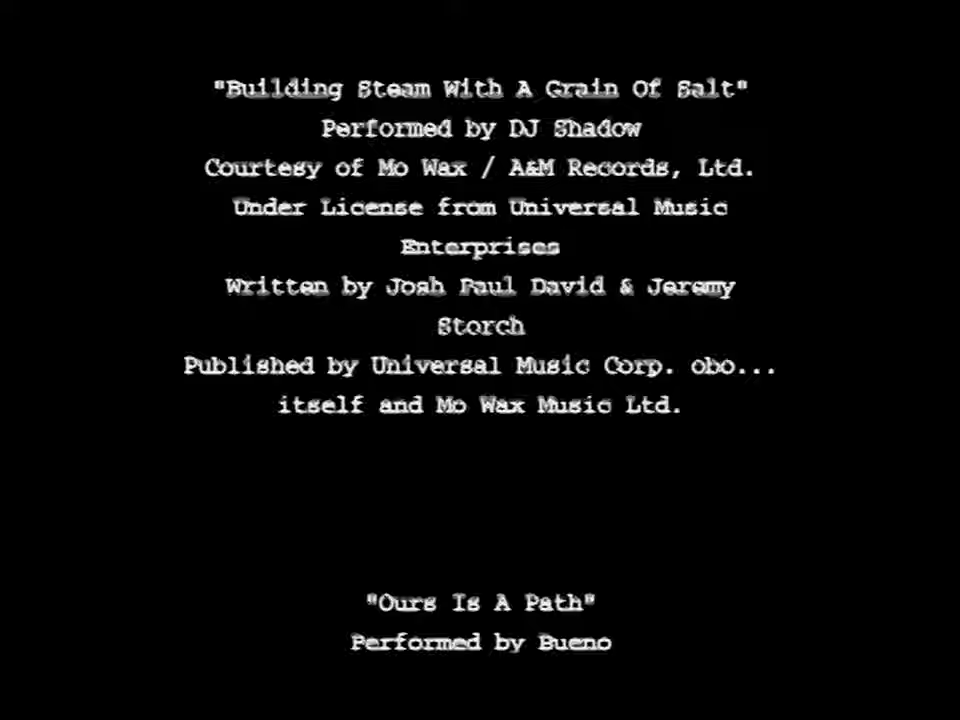 "Building Steam With A Grain Of Salt"
Performed by DJ Shadow
Courtesy of Mo Wax / A&M Records, Ltd.
Under License from Universal Music
Enterprises
Written by Josh Paul David & Jeremy
Storch
Published by Universal Music Corp. obo...
itself and Mo Wax Music Ltd.
"Ours Is A Path"
Performed by Bueno